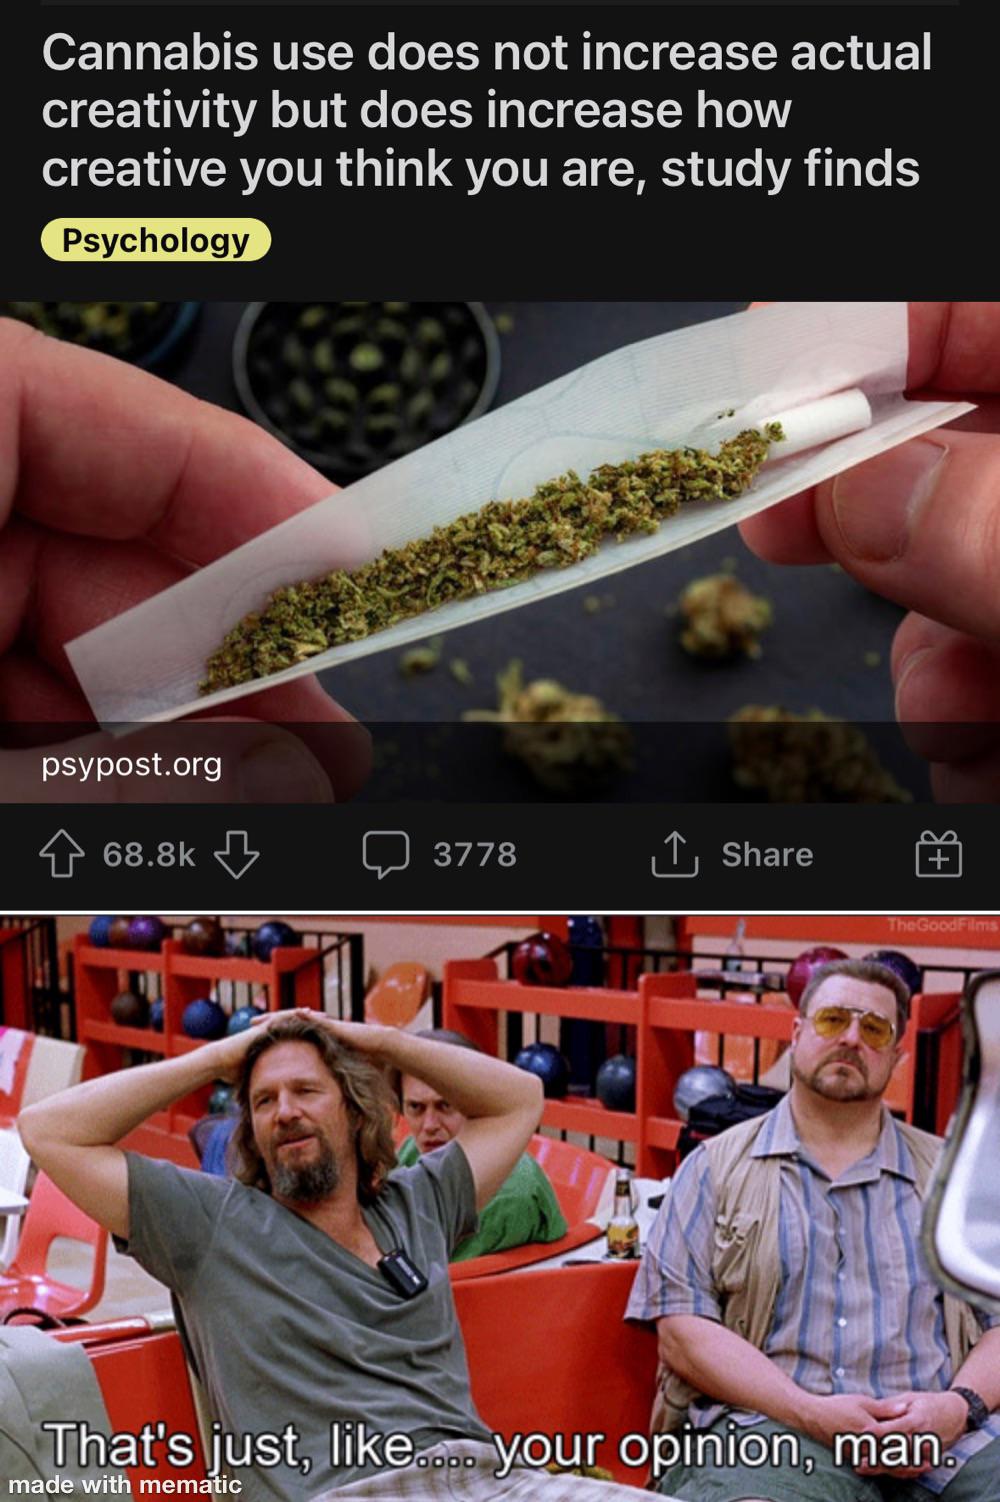 Cannabis use does not increase actual
creativity but does increase how
creative you think you are, study finds
Psychology
psypost.org
68.8k
3778
Share
TheGoodFilms
That's just, like.... your opinion, man.
made with mematic